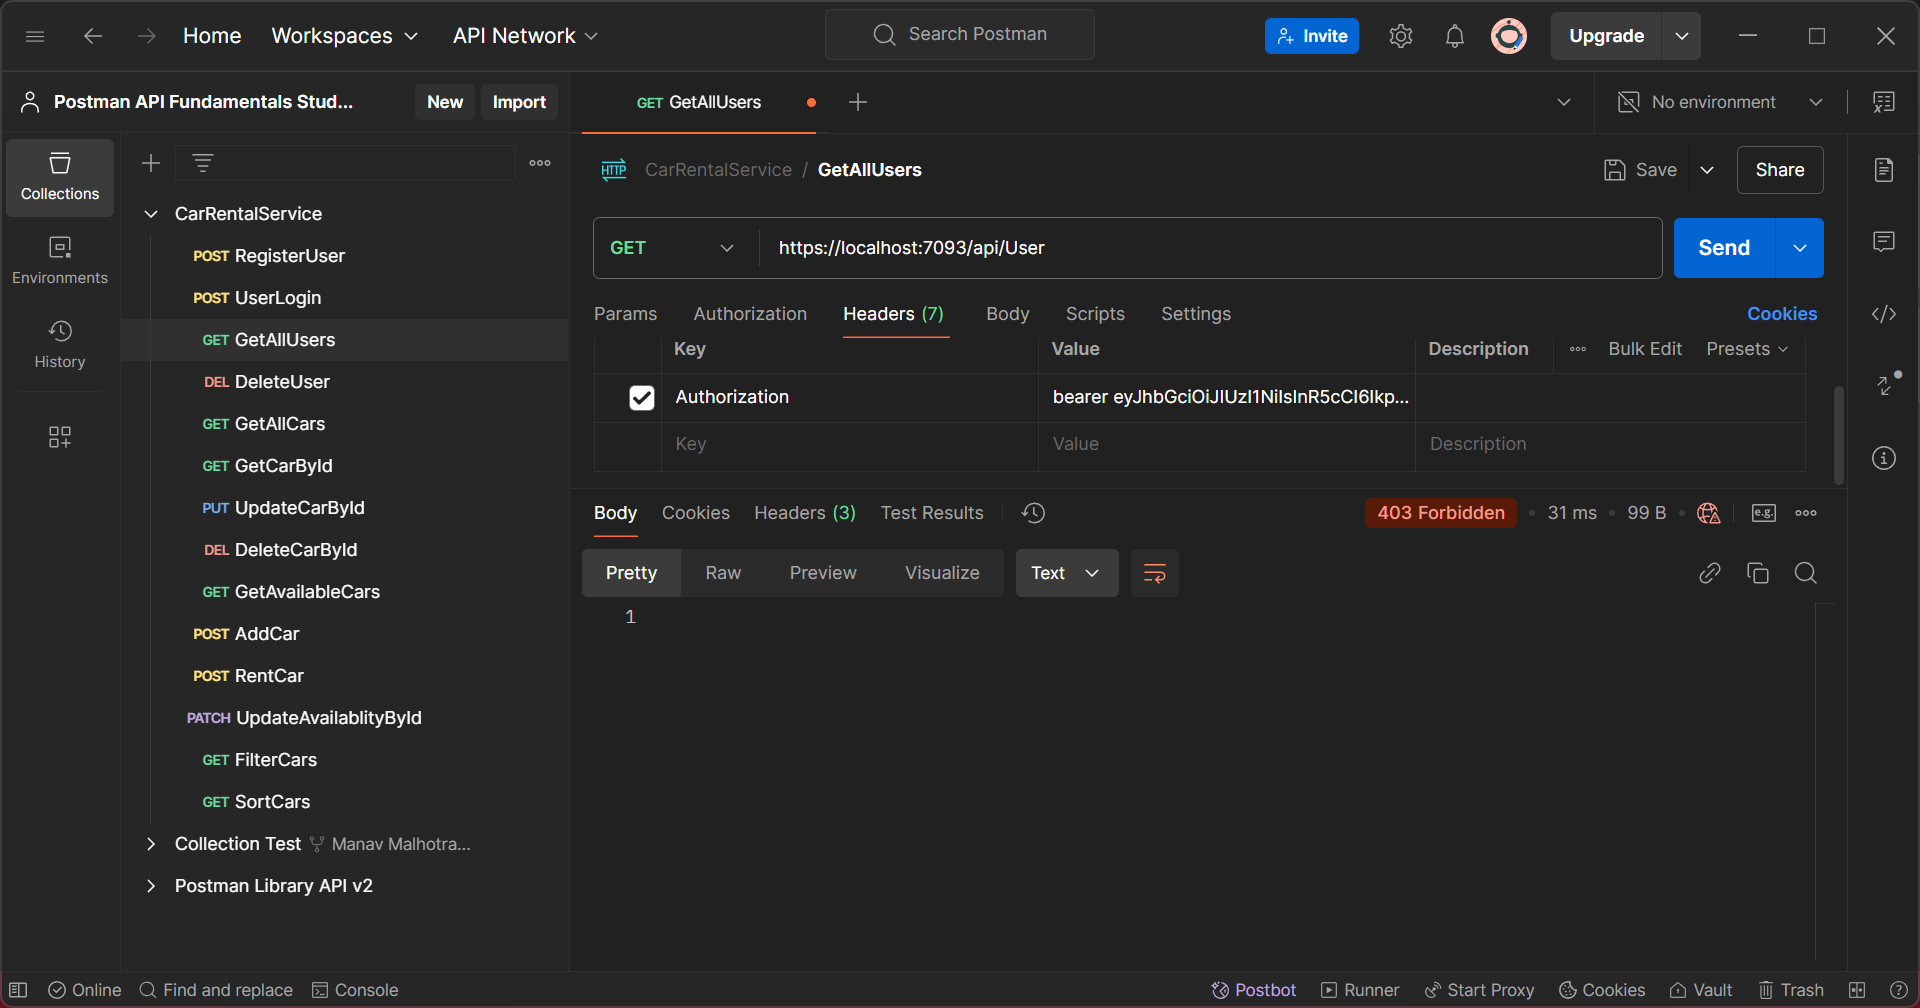 Home Workspaces API Network Search Postman Invite Upgrade
Postman API Fundamentals Stud... New Import GET GetAllUsers No environment
Collections
Environments
History
CarRentalService
POST RegisterUser
POST UserLogin
GET GetAllUsers
DEL DeleteUser
GET GetAllCars
GET GetCarById
PUT UpdateCarById
DEL DeleteCarById
GET GetAvailableCars
POST AddCar
POST RentCar
PATCH UpdateAvailablityById
GET FilterCars
GET SortCars
Collection Test Manav Malhotra...
Postman Library API v2
HTTP CarRentalService / GetAllUsers Save Share
GET https://localhost:7093/api/User Send
Params Authorization Headers (7) Body Scripts Settings Cookies
Key Value Description Bulk Edit Presets
Authorization bearer eyJhbGciOiJIUzI1NiIsInR5cCI6Ikp...
Key Value Description
Body Cookies Headers (3) Test Results 403 Forbidden 31 ms 99 B e.g.
Pretty Raw Preview Visualize Text
1
Online Find and replace Console Postbot Runner Start Proxy Cookies Vault Trash